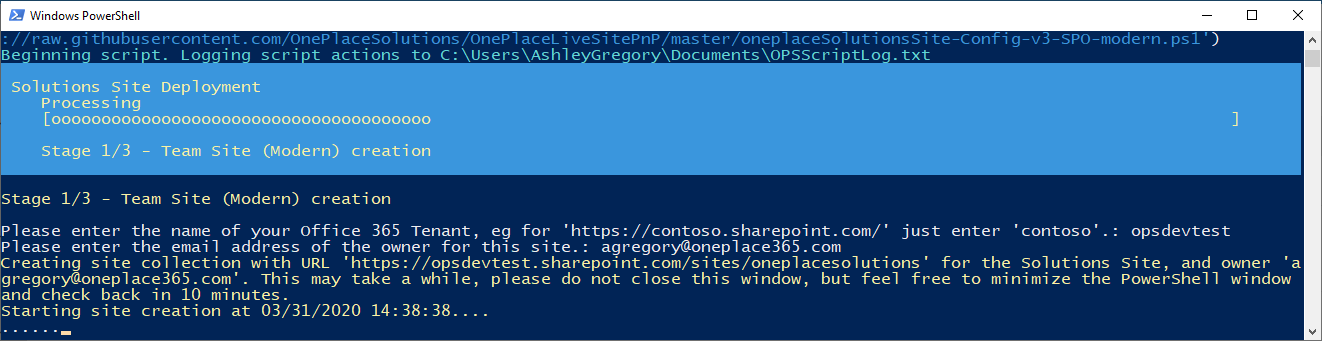 Windows PowerShell
://raw.githubusercontent.com/OnePlaceSolutions/OnePlaceLiveSitePnP/master/oneplaceSolutionsSite-Config-v3-SPO-modern.ps1')
Beginning script. Logging script actions to C:\Users\AshleyGregory\Documents\OPSScriptLog.txt
Solutions Site Deployment
Processing
[oooooooooooooooooooooooooooooooooooooo ]
Stage 1/3 - Team Site (Modern) creation
Stage 1/3 - Team Site (Modern) creation
Please enter the name of your Office 365 Tenant, eg for 'https://contoso.sharepoint.com/' just enter 'contoso'.: opsdevtest
Please enter the email address of the owner for this site.: agregory@oneplace365.com
Creating site collection with URL 'https://opsdevtest.sharepoint.com/sites/oneplacesolutions' for the Solutions Site, and owner 'a
gregory@oneplace365.com'. This may take a while, please do not close this window, but feel free to minimize the PowerShell window
and check back in 10 minutes.
Starting site creation at 03/31/2020 14:38:38....
......